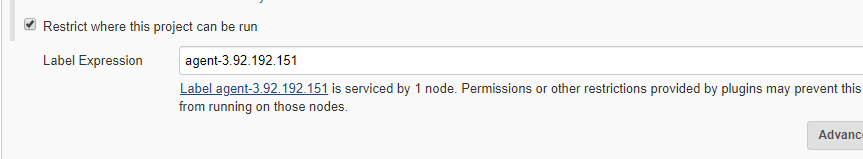 Restrict where this project can be run
Label Expression
agent-3.92.192.151
Label agent-3.92.192.151 is serviced by 1 node. Permissions or other restrictions provided by plugins may prevent this
from running on those nodes.
Advanc